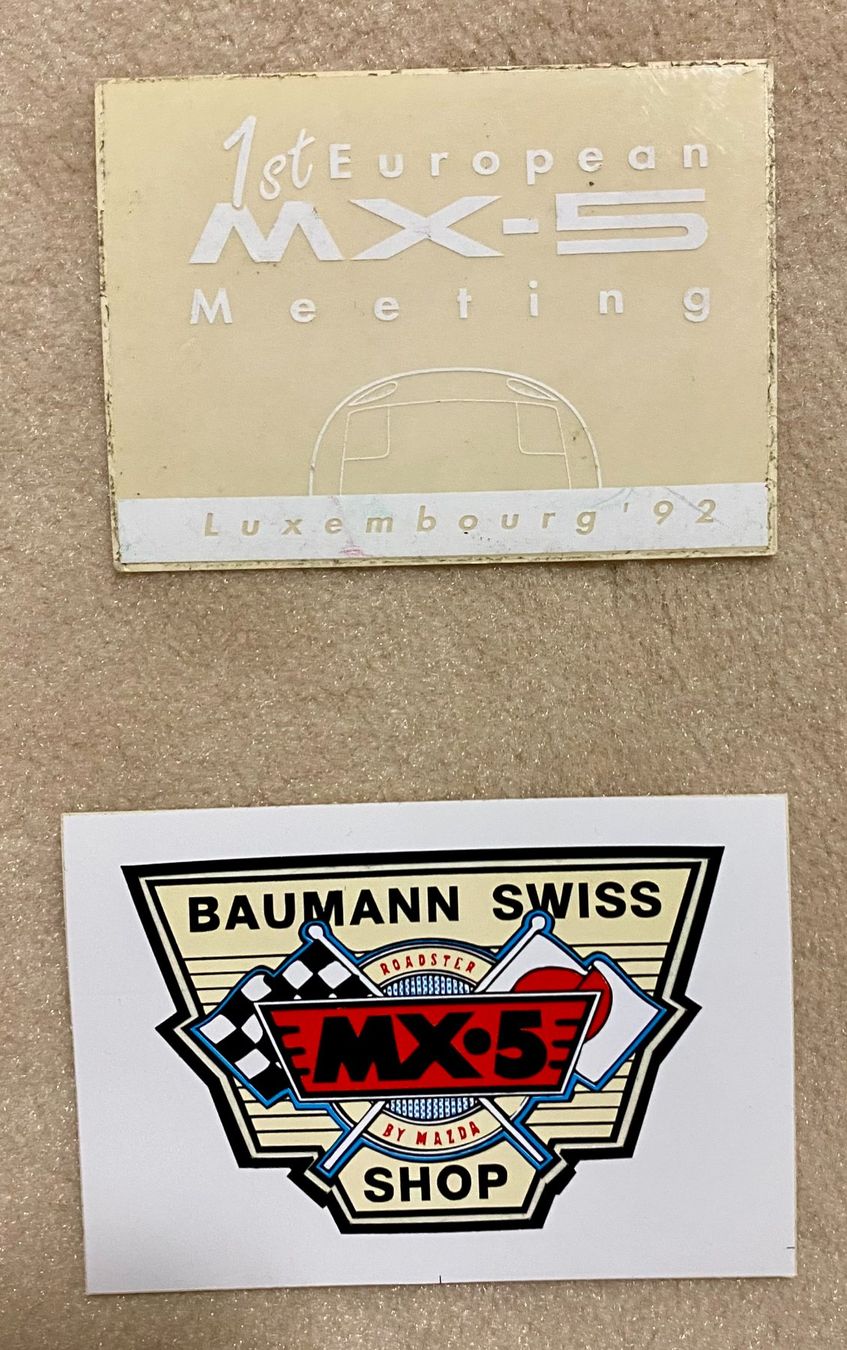 1st European
MX-5
Meeting
Luxembourg'92
BAUMANN SWISS
ROADSTER
MX•5
BY MAZDA
SHOP